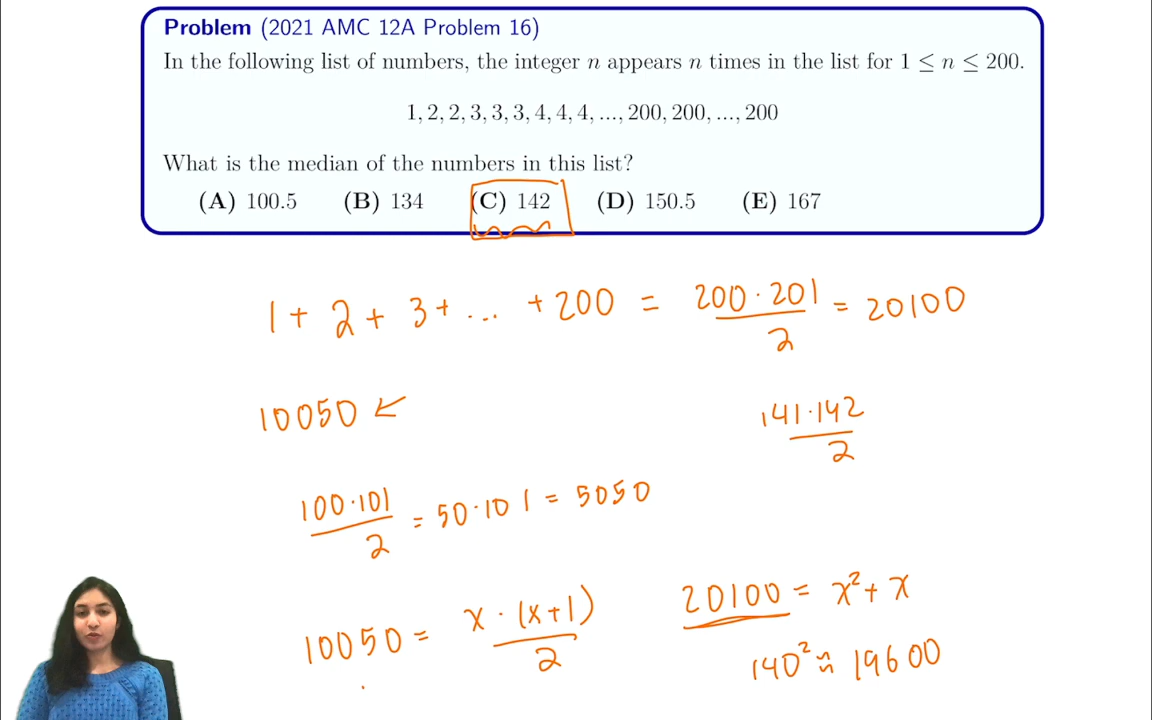 Problem (2021 AMC 12A Problem 16)
In the following list of numbers, the integer n appears n times in the list for 1 ≤ n ≤ 200.
1, 2, 2, 3, 3, 3, 4, 4, 4, ..., 200, 200, ..., 200
What is the median of the numbers in this list?
(A) 100.5 (B) 134 (C) 142 (D) 150.5 (E) 167
1 + 2 + 3 + ... + 200 = 200 · 201 / 2 = 20100
10050 ←
141 · 142 / 2
100 · 101 / 2 = 50 · 101 = 5050
10050 = x · (x+1) / 2
20100 = x² + x
140² ≈ 19600